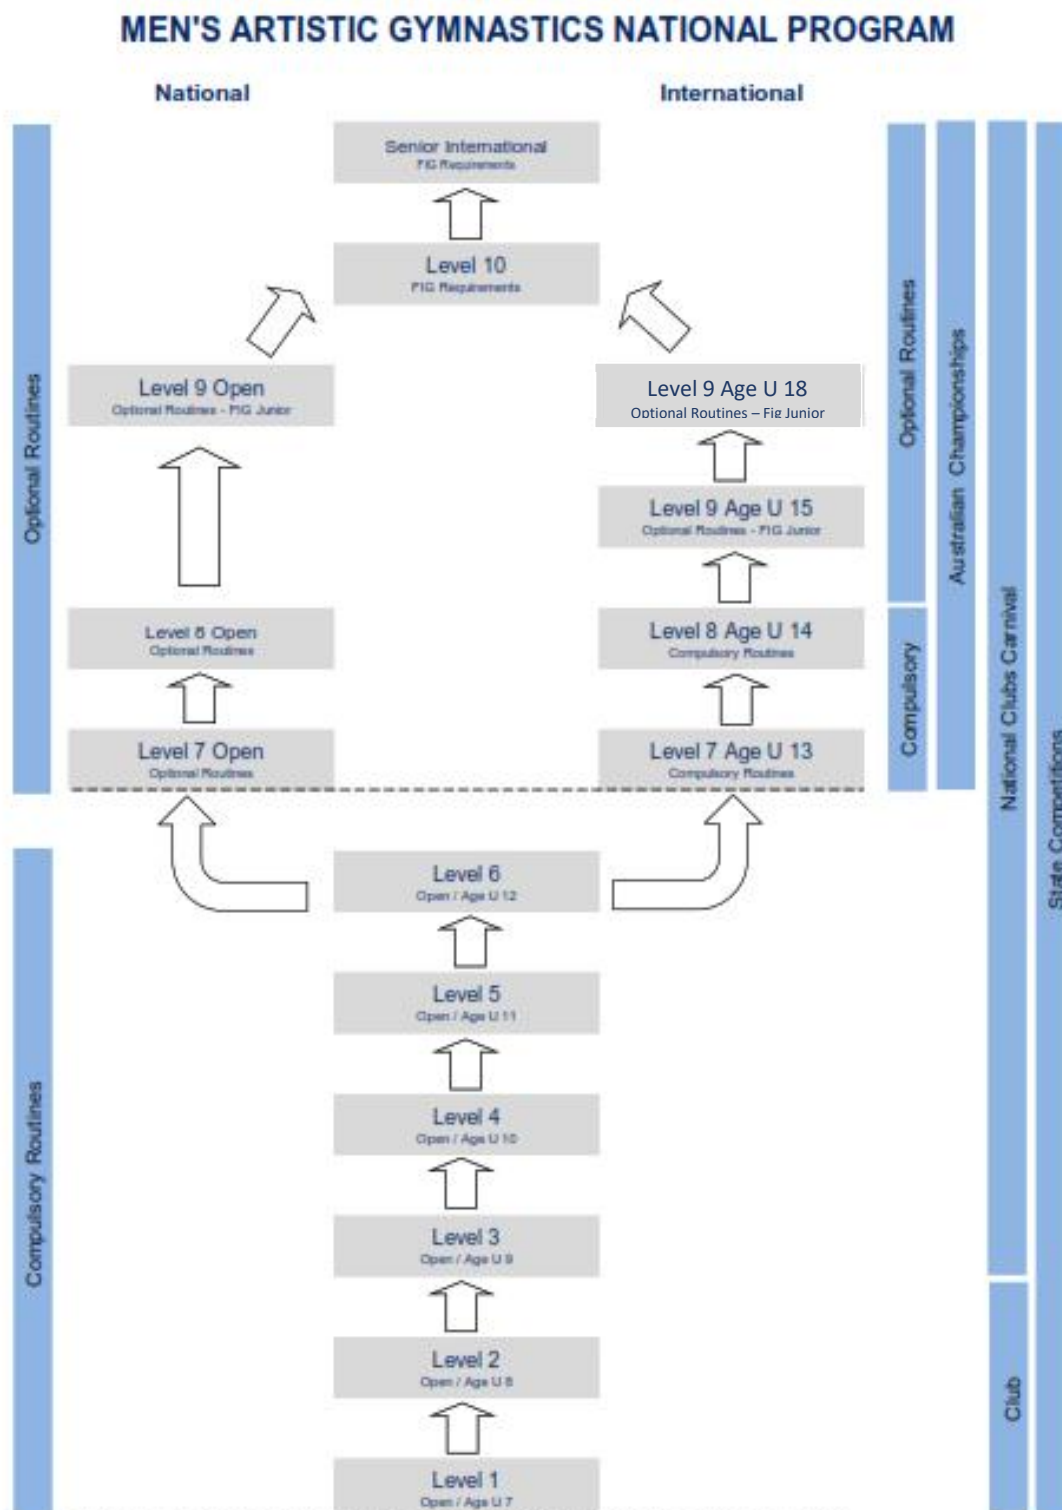 MEN'S ARTISTIC GYMNASTICS NATIONAL PROGRAM
National
International
Senior International
FIG Requirements
Level 10
FIG Requirements
Level 9 Open
Optional Routines - FIG Junior
Level 9 Age U 18
Optional Routines – Fig Junior
Level 9 Age U 15
Optional Routines - FIG Junior
Level 8 Open
Optional Routines
Level 8 Age U 14
Compulsory Routines
Level 7 Open
Optional Routines
Level 7 Age U 13
Compulsory Routines
Level 6
Open / Age U 12
Level 5
Open / Age U 11
Level 4
Open / Age U 10
Level 3
Open / Age U 9
Level 2
Open / Age U 8
Level 1
Open / Age U 7
Optional Routines
Compulsory Routines
Optional Routines
Compulsory
Australian Championships
National Clubs Carnival
Club
State Competitions